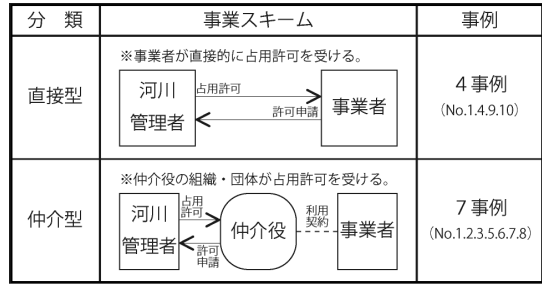 分　類 事業スキーム 事例
直接型
※事業者が直接的に占用許可を受ける。
河川
管理者
占用許可
許可申請
事業者
4 事例
(No.1.4.9.10)
仲介型
※仲介役の組織・団体が占用許可を受ける。
河川
管理者
占用
許可
許可
申請
仲介役
利用
契約
事業者
7 事例
(No.1.2.3.5.6.7.8)